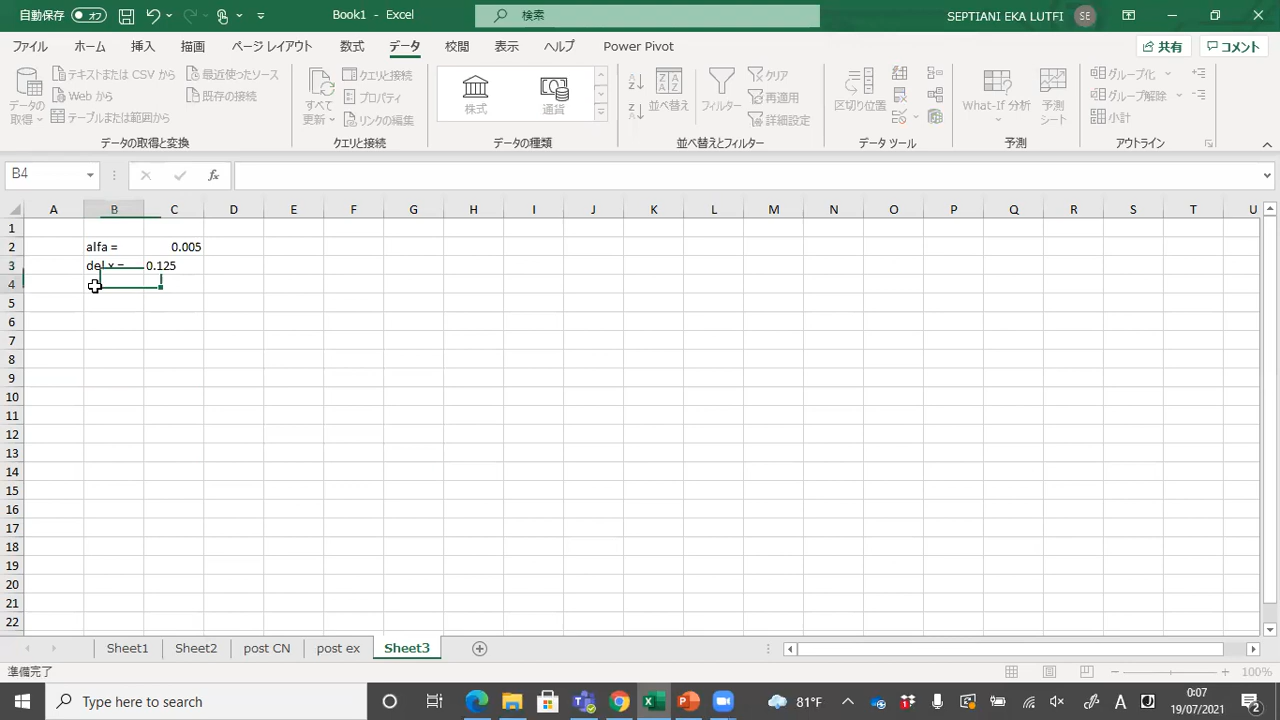 自動保存 オフ Book1 - Excel 検索 SEPTIANI EKA LUTFI SE
ファイル ホーム 挿入 描画 ページ レイアウト 数式 データ 校閲 表示 ヘルプ Power Pivot 共有 コメント
データの取得 テキストまたは CSV から Web から テーブルまたは範囲から 最近使ったソース 既存の接続
すべて更新 クエリと接続 プロパティ リンクの編集
株式 通貨
並べ替え フィルター クリア 再適用 詳細設定
区切り位置
What-If 分析 予測シート
グループ化 グループ解除 小計
データの取得と変換 クエリと接続 データの種類 並べ替えとフィルター データ ツール 予測 アウトライン
B4 fx
A B C D E F G H I J K L M N O P Q R S T U
1
2 alfa = 0.005
3 del x = 0.125
4
5
6
7
8
9
10
11
12
13
14
15
16
17
18
19
20
21
22
Sheet1 Sheet2 post CN post ex Sheet3
準備完了 100%
Type here to search 81°F A 0:07
19/07/2021 2